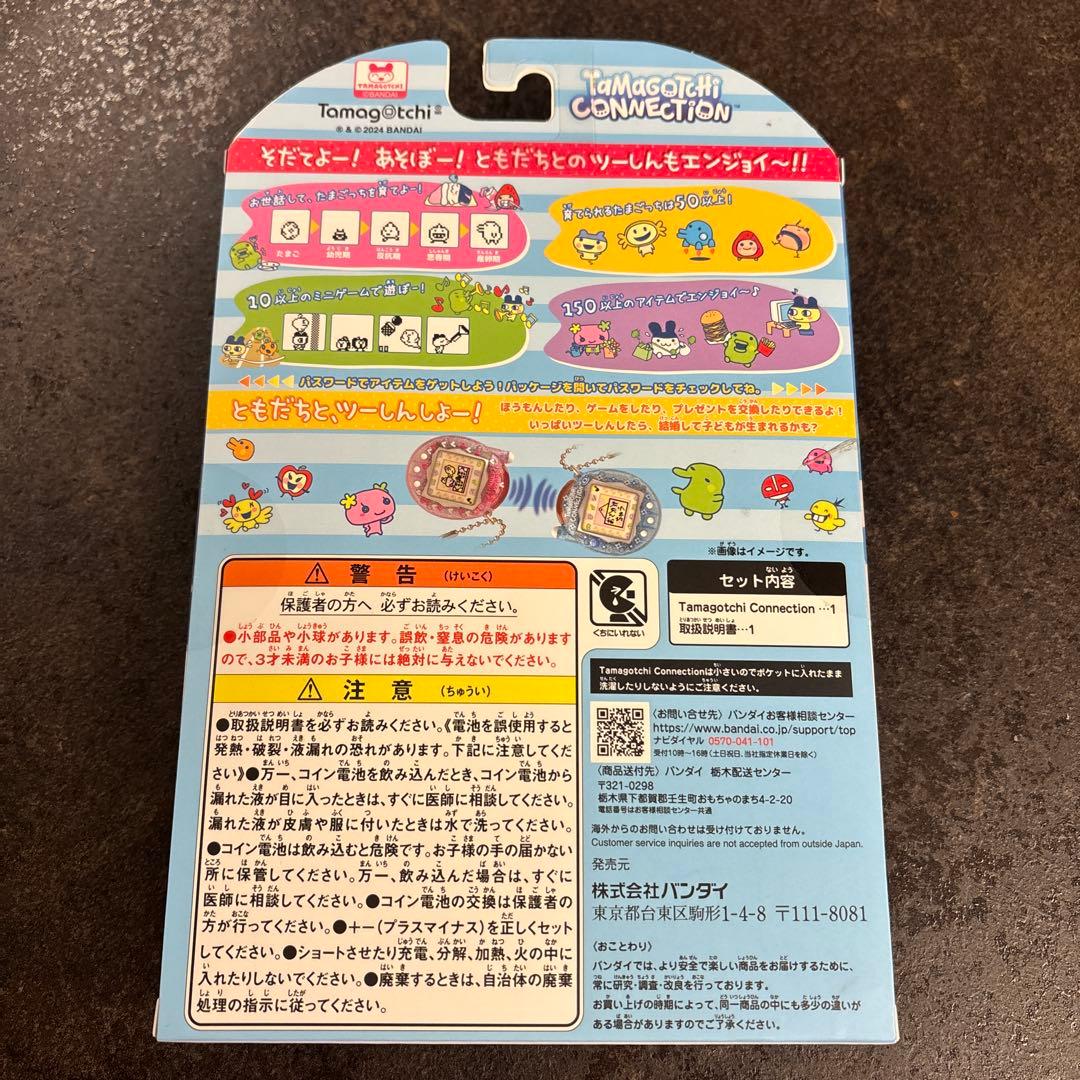 TAMAGOTCHI
©BANDAI
Tamagotchi
® & © 2024 BANDAI
TAMAGOTCHI
CONNECTION™
そだてよー! あそぼー! ともだちとのツーしんもエンジョイ〜!!
お世話して、たまごっちを育てよー!
たまご 幼児期 反抗期 思春期 産卵期
育てられるたまごっちは50以上!
10以上のミニゲームで遊ぼー!
150以上のアイテムでエンジョイ〜♪
パスワードでアイテムをゲットしよう!パッケージを開いてパスワードをチェックしてね。
ともだちと、ツーしんしよー!
ほうもんしたり、ゲームをしたり、プレゼントを交換したりできるよ!
いっぱいツーしんしたら、結婚して子どもが生まれるかも?
※画像はイメージです。
⚠ 警告 (けいこく)
保護者の方へ 必ずお読みください。
●小部品や小球があります。誤飲・窒息の危険があります
ので、3才未満のお子様には絶対に与えないでください。
⚠ 注意 (ちゅうい)
●取扱説明書を必ずお読みください。《電池を誤使用すると
発熱・破裂・液漏れの恐れがあります。下記に注意してくだ
さい》●万一、コイン電池を飲み込んだとき、コイン電池から
漏れた液が目に入ったときは、すぐに医師に相談してください。
漏れた液が皮膚や服に付いたときは水で洗ってください。
●コイン電池は飲み込むと危険です。お子様の手の届かない
所に保管してください。万一、飲み込んだ場合は、すぐに
医師に相談してください。●コイン電池の交換は保護者の
方が行ってください。●+−(プラスマイナス)を正しくセット
してください。●ショートさせたり充電、分解、加熱、火の中に
入れたりしないでください。●廃棄するときは、自治体の廃棄
処理の指示に従ってください。
くちにいれない
セット内容
Tamagotchi Connection …1
取扱説明書…1
Tamagotchi Connectionは小さいのでポケットに入れたまま
洗濯したりしないようにご注意ください。
〈お問い合せ先〉バンダイお客様相談センター
https://www.bandai.co.jp/support/top
ナビダイヤル 0570-041-101
受付10時〜16時(土日祝日、当社指定休業日を除く)
〈商品送付先〉バンダイ 栃木配送センター
〒321-0298
栃木県下都賀郡壬生町おもちゃのまち4-2-20
電話番号はお客様相談センター共通
海外からのお問い合わせは受け付けておりません。
Customer service inquiries are not accepted from outside Japan.
発売元
株式会社バンダイ
東京都台東区駒形1-4-8 〒111-8081
〈おことわり〉
バンダイでは、より安全で楽しい商品をお届けするために、
常に研究・調査・改良を行っております。
お買い上げの時期によって、同一商品の中にも多少の違いが
ある場合がありますのでご了承ください。